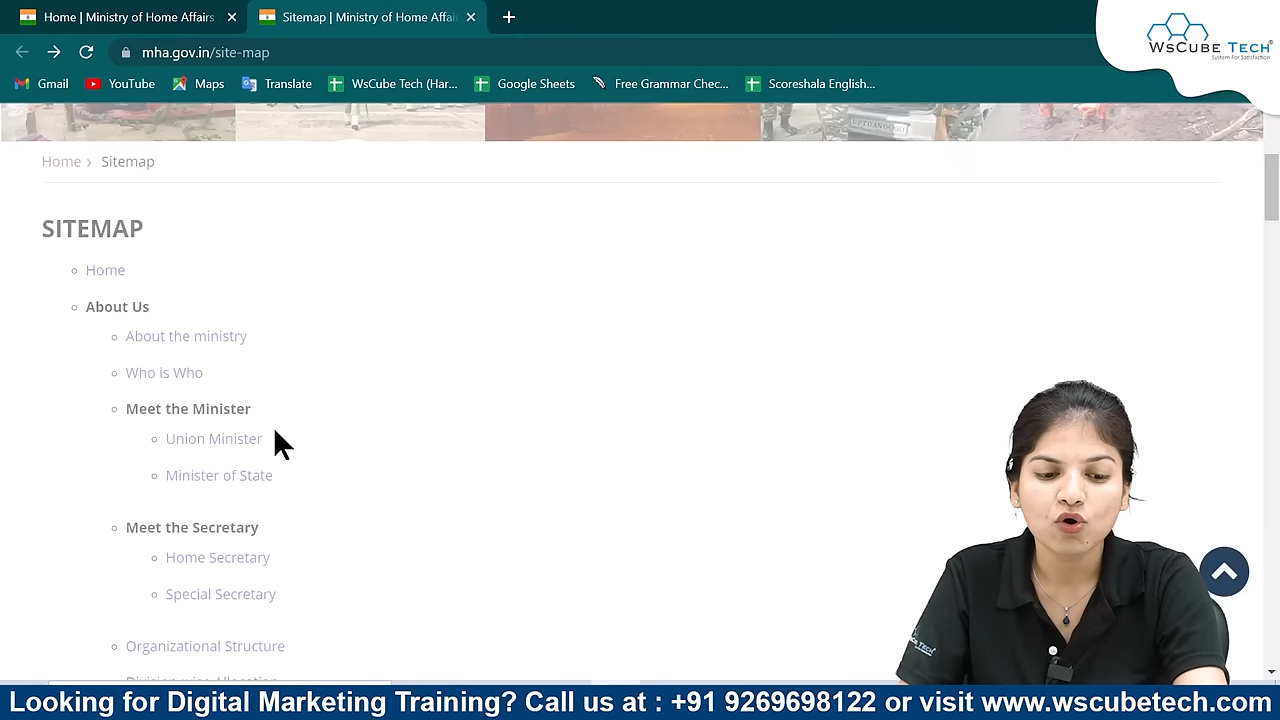 Home | Ministry of Home Affairs
Sitemap | Ministry of Home Affai
mha.gov.in/site-map
WsCube Tech®
System For Satisfaction
Gmail
YouTube
Maps
Translate
WsCube Tech (Har...
Google Sheets
Free Grammar Chec...
Scoreshala English...
Home › Sitemap
SITEMAP
Home
About Us
About the ministry
Who is Who
Meet the Minister
Union Minister
Minister of State
Meet the Secretary
Home Secretary
Special Secretary
Organizational Structure
Looking for Digital Marketing Training? Call us at : +91 9269698122 or visit www.wscubetech.com